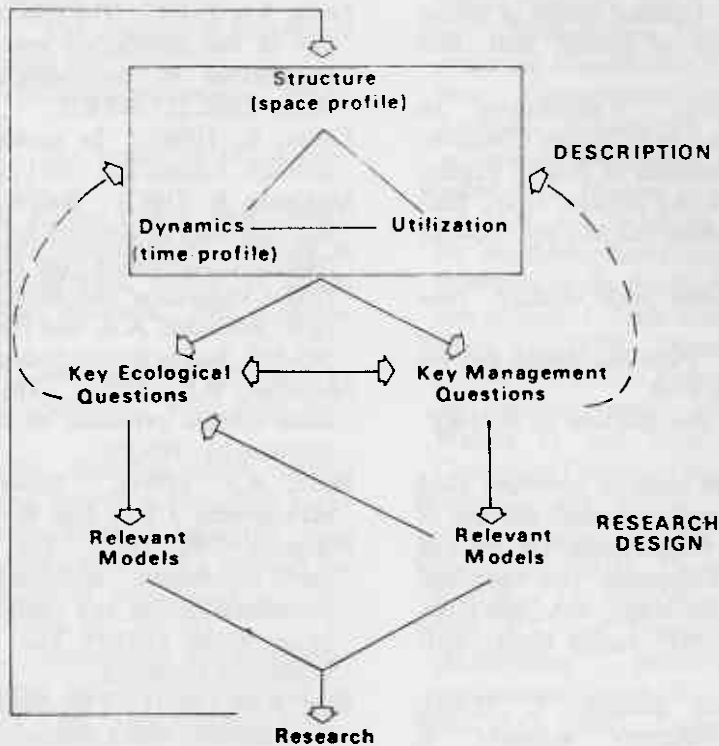 Structure
(space profile)
DESCRIPTION
Dynamics
Utilization
(time profile)
Key Ecological
Questions
Key Management
Questions
Relevant
Models
Relevant
Models
RESEARCH
DESIGN
Research